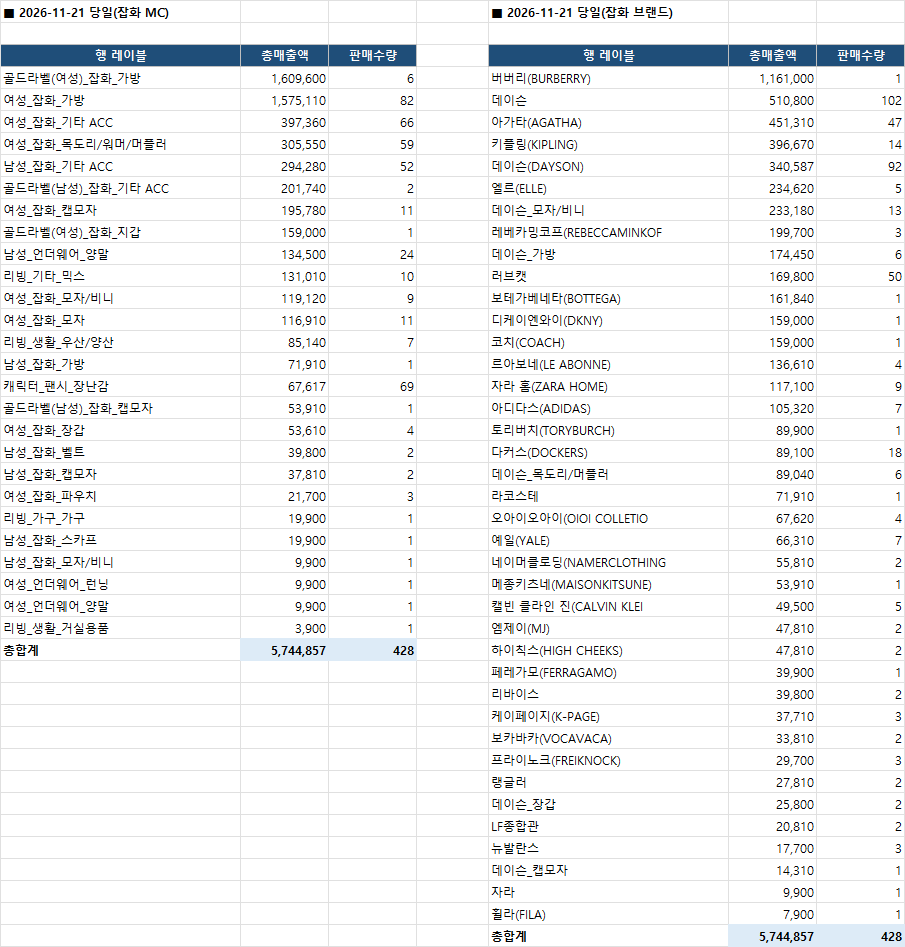 ■ 2026-11-21 당일(잡화 MC)
행 레이블 총매출액 판매수량
골드라벨(여성)_잡화_가방 1,609,600 6
여성_잡화_가방 1,575,110 82
여성_잡화_기타 ACC 397,360 66
여성_잡화_목도리/워머/머플러 305,550 59
남성_잡화_기타 ACC 294,280 52
골드라벨(남성)_잡화_기타 ACC 201,740 2
여성_잡화_캡모자 195,780 11
골드라벨(여성)_잡화_지갑 159,000 1
남성_언더웨어_양말 134,500 24
리빙_기타_믹스 131,010 10
여성_잡화_모자/비니 119,120 9
여성_잡화_모자 116,910 11
리빙_생활_우산/양산 85,140 7
남성_잡화_가방 71,910 1
캐릭터_팬시_장난감 67,617 69
골드라벨(남성)_잡화_캡모자 53,910 1
여성_잡화_장갑 53,610 4
남성_잡화_벨트 39,800 2
남성_잡화_캡모자 37,810 2
여성_잡화_파우치 21,700 3
리빙_가구_가구 19,900 1
남성_잡화_스카프 19,900 1
남성_잡화_모자/비니 9,900 1
여성_언더웨어_런닝 9,900 1
여성_언더웨어_양말 9,900 1
리빙_생활_거실용품 3,900 1
총합계 5,744,857 428
■ 2026-11-21 당일(잡화 브랜드)
행 레이블 총매출액 판매수량
버버리(BURBERRY) 1,161,000 1
데이슨 510,800 102
아가타(AGATHA) 451,310 47
키플링(KIPLING) 396,670 14
데이슨(DAYSON) 340,587 92
엘르(ELLE) 234,620 5
데이슨_모자/비니 233,180 13
레베카밍코프(REBECCAMINKOF 199,700 3
데이슨_가방 174,450 6
러브캣 169,800 50
보테가베네타(BOTTEGA) 161,840 1
디케이엔와이(DKNY) 159,000 1
코치(COACH) 159,000 1
르아보네(LE ABONNE) 136,610 4
자라 홈(ZARA HOME) 117,100 9
아디다스(ADIDAS) 105,320 7
토리버치(TORYBURCH) 89,900 1
다커스(DOCKERS) 89,100 18
데이슨_목도리/머플러 89,040 6
라코스테 71,910 1
오아이오아이(OIOI COLLETIO 67,620 4
예일(YALE) 66,310 7
네이머클로딩(NAMERCLOTHING 55,810 2
메종키츠네(MAISONKITSUNE) 53,910 1
캘빈 클라인 진(CALVIN KLEI 49,500 5
엠제이(MJ) 47,810 2
하이칙스(HIGH CHEEKS) 47,810 2
페레가모(FERRAGAMO) 39,900 1
리바이스 39,800 2
케이페이지(K-PAGE) 37,710 3
보카바카(VOCAVACA) 33,810 2
프라이노크(FREIKNOCK) 29,700 3
랭글러 27,810 2
데이슨_장갑 25,800 2
LF종합관 20,810 2
뉴발란스 17,700 3
데이슨_캡모자 14,310 1
자라 9,900 1
휠라(FILA) 7,900 1
총합계 5,744,857 428